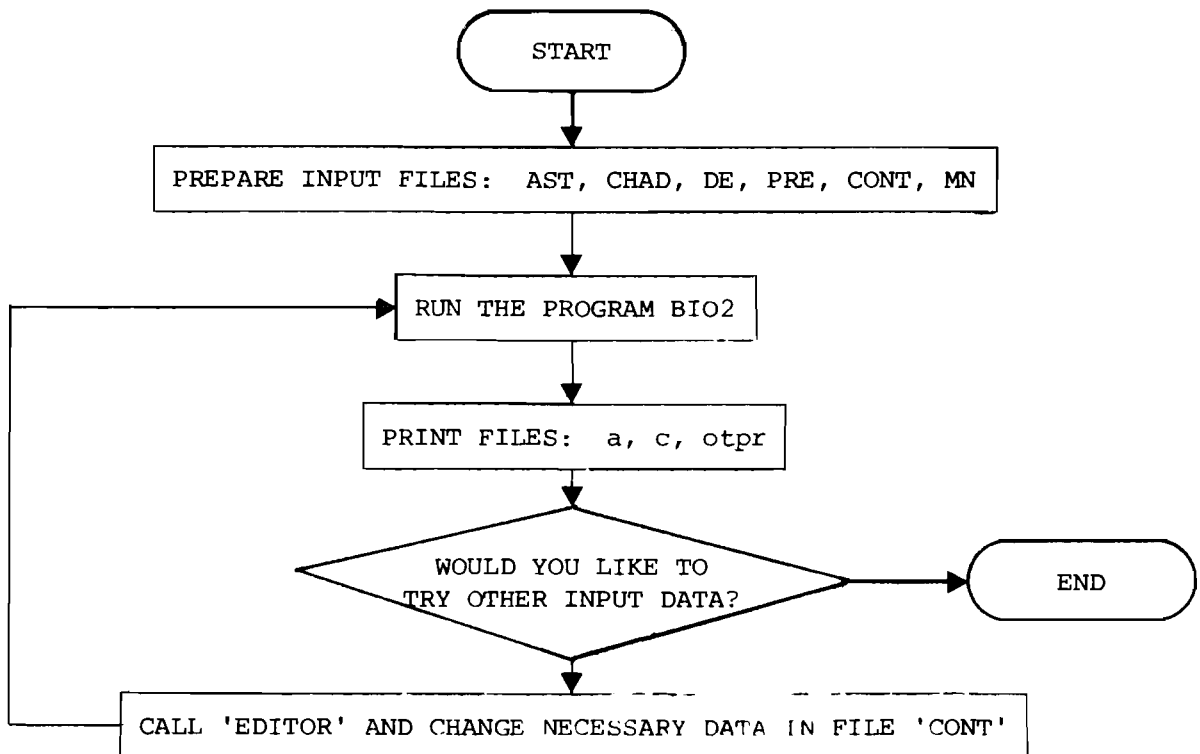 START
PREPARE INPUT FILES: AST, CHAD, DE, PRE, CONT, MN
RUN THE PROGRAM BIO2
PRINT FILES: a, c, otpr
WOULD YOU LIKE TO
TRY OTHER INPUT DATA?
END
CALL 'EDITOR' AND CHANGE NECESSARY DATA IN FILE 'CONT'